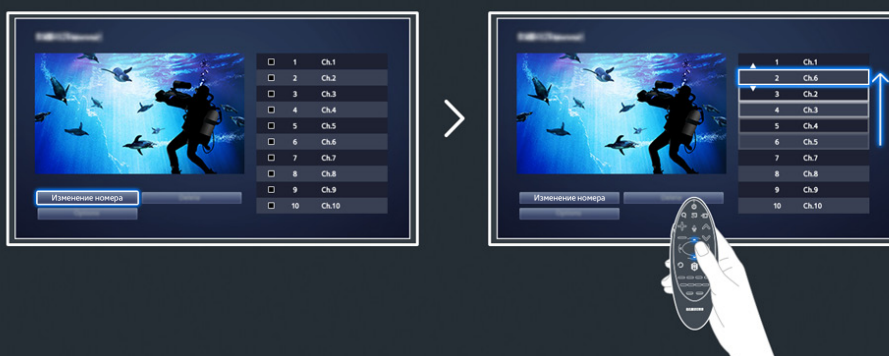 1 Ch.1
2 Ch.2
3 Ch.3
4 Ch.4
5 Ch.5
6 Ch.6
7 Ch.7
8 Ch.8
9 Ch.9
10 Ch.10
Изменение номера
1 Ch.1
2 Ch.6
3 Ch.2
4 Ch.3
5 Ch.4
6 Ch.5
7 Ch.7
8 Ch.8
9 Ch.9
10 Ch.10
Изменение номера